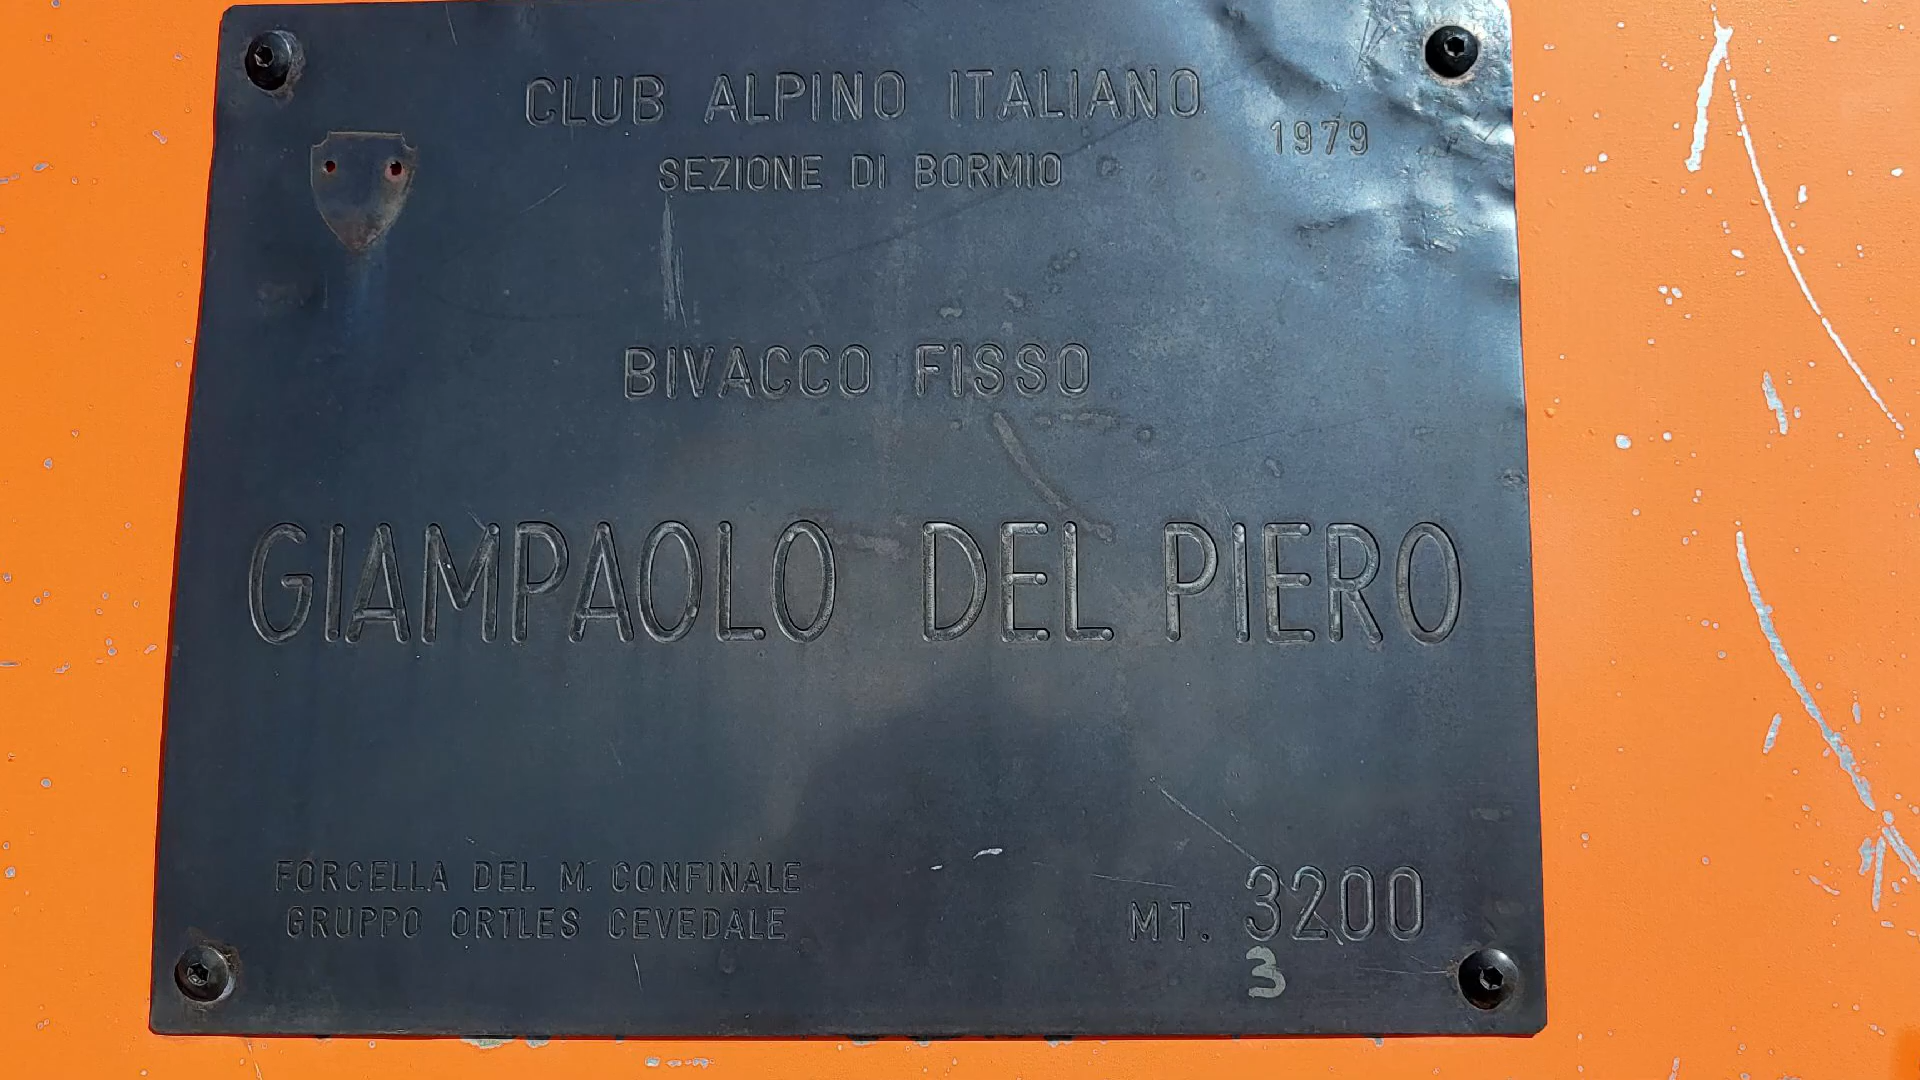 CLUB ALPINO ITALIANO
1979
SEZIONE DI BORMIO
BIVACCO FISSO
GIAMPAOLO DEL PIERO
FORCELLA DEL M. CONFINALE
GRUPPO ORTLES CEVEDALE
MT. 3200
3